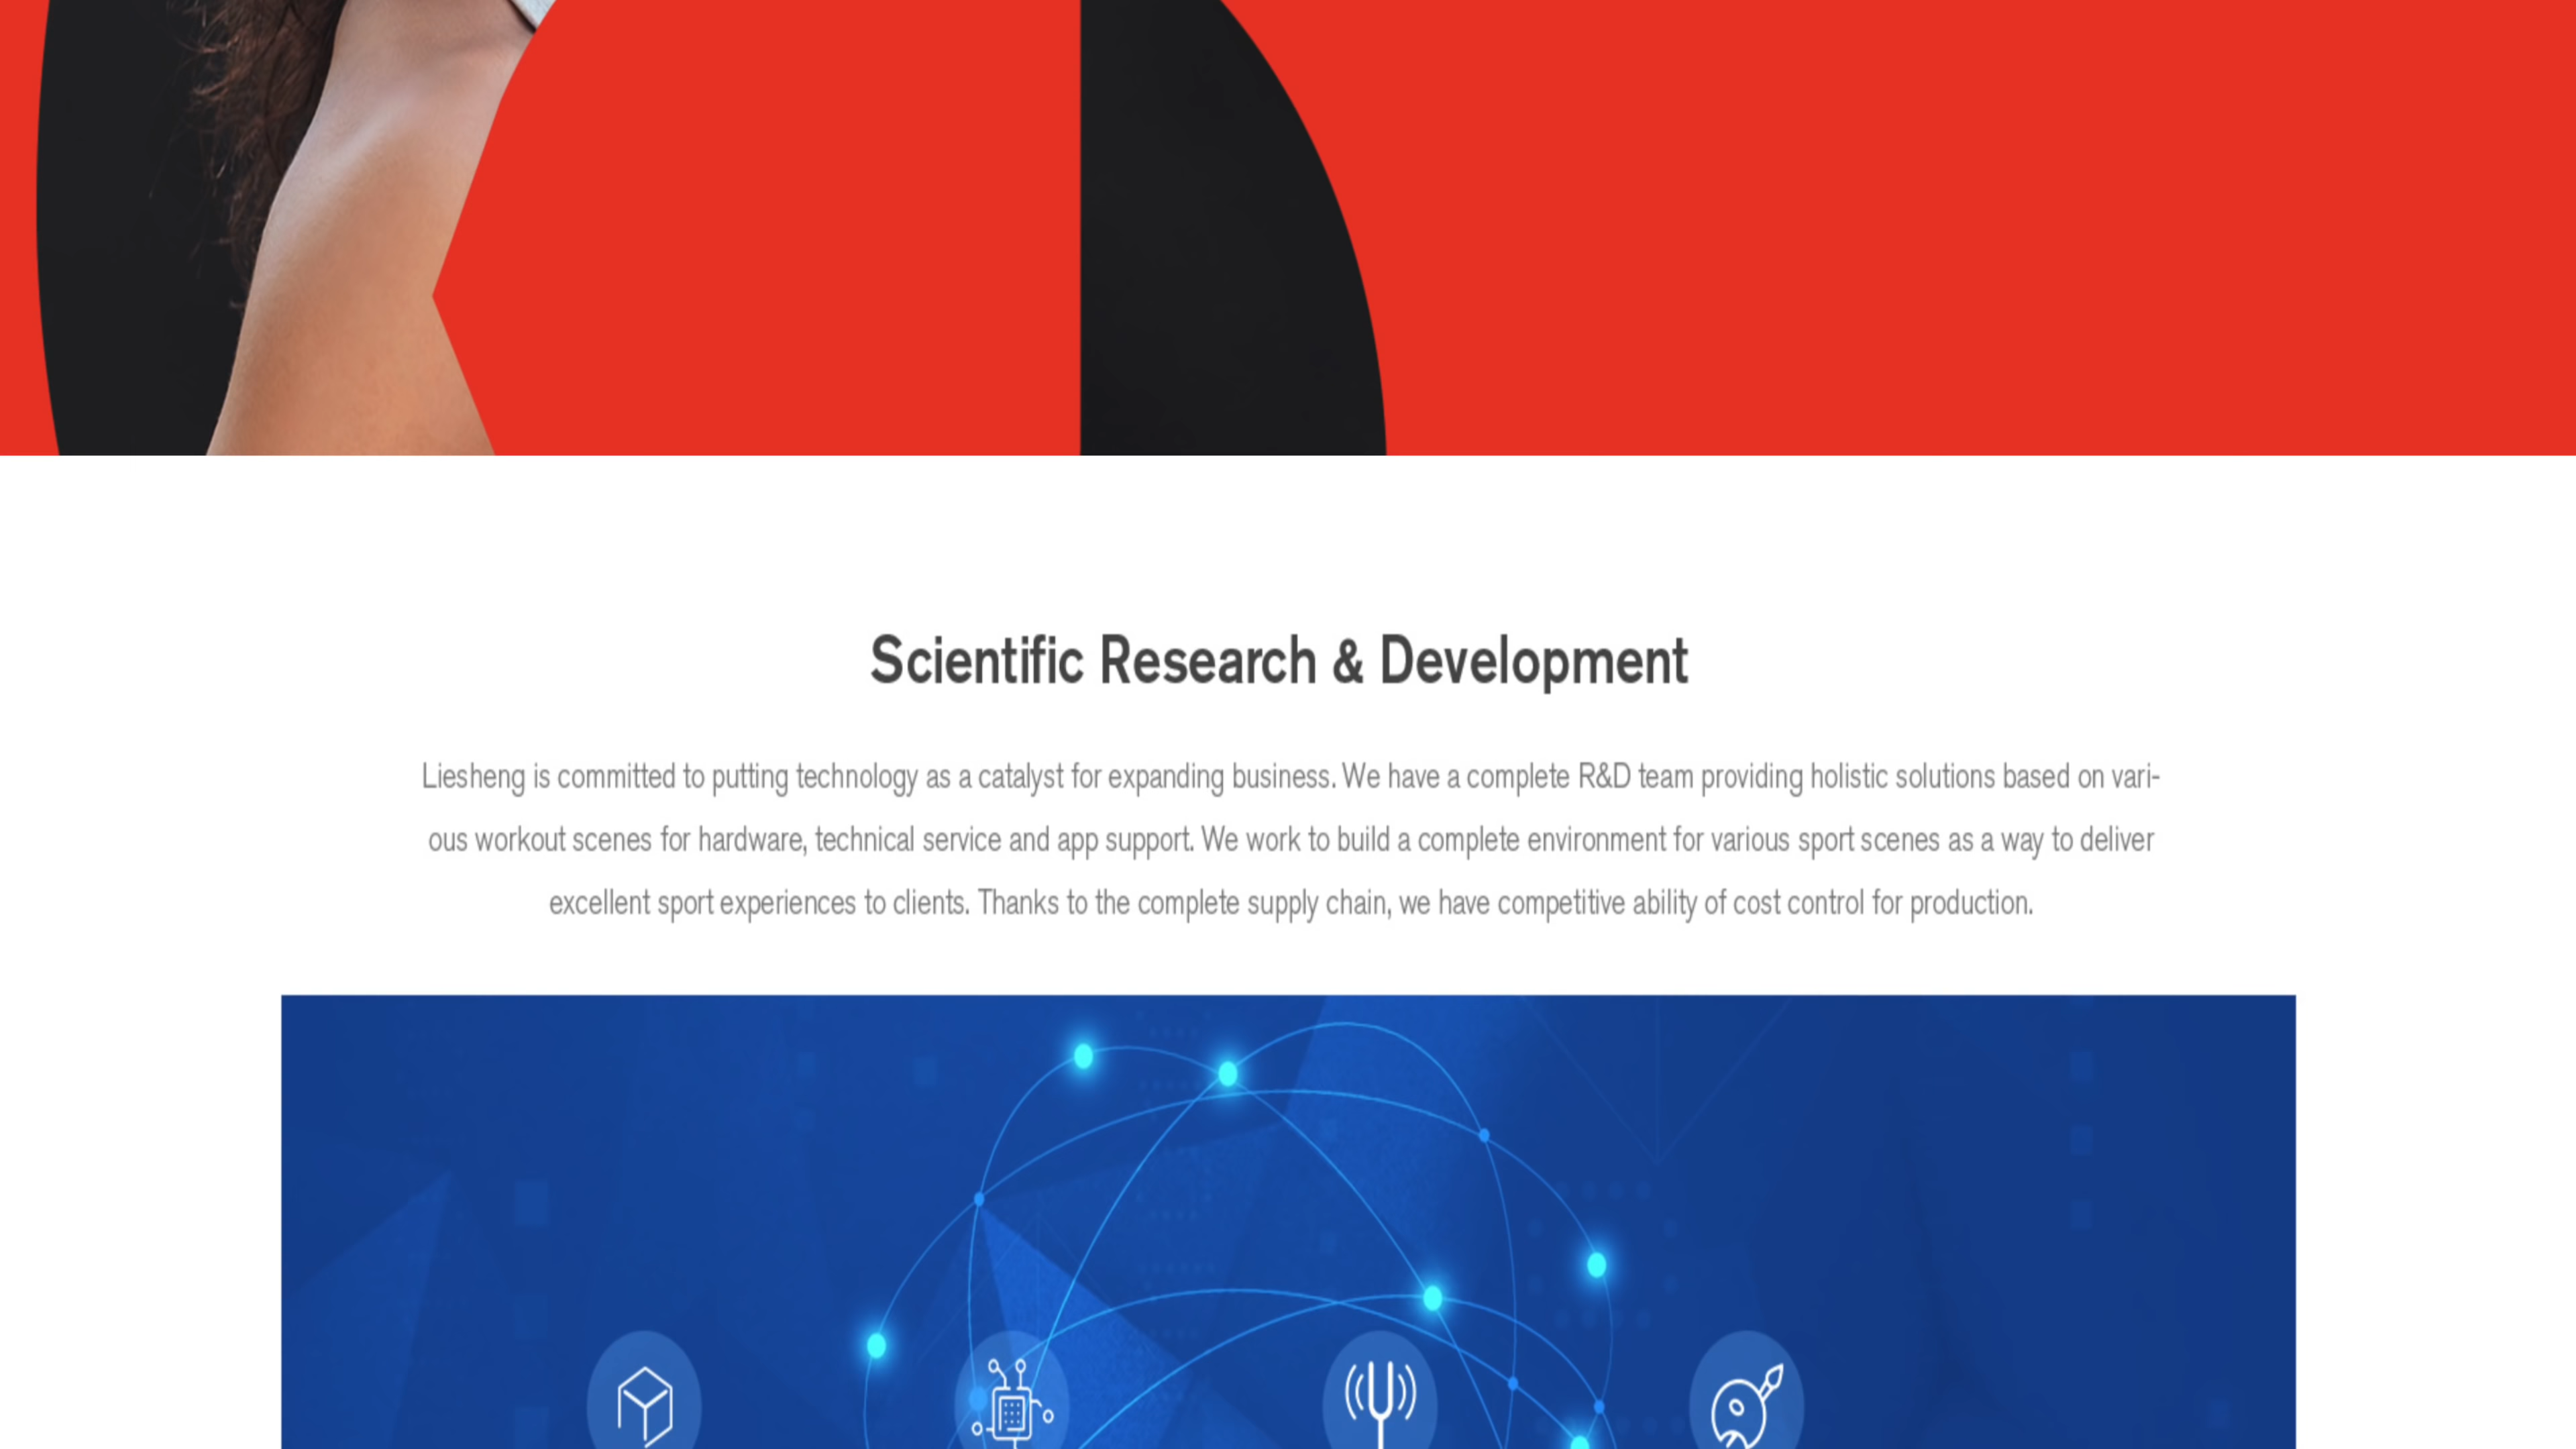 Scientific Research & Development
Liesheng is committed to putting technology as a catalyst for expanding business. We have a complete R&D team providing holistic solutions based on vari-
ous workout scenes for hardware, technical service and app support. We work to build a complete environment for various sport scenes as a way to deliver
excellent sport experiences to clients. Thanks to the complete supply chain, we have competitive ability of cost control for production.